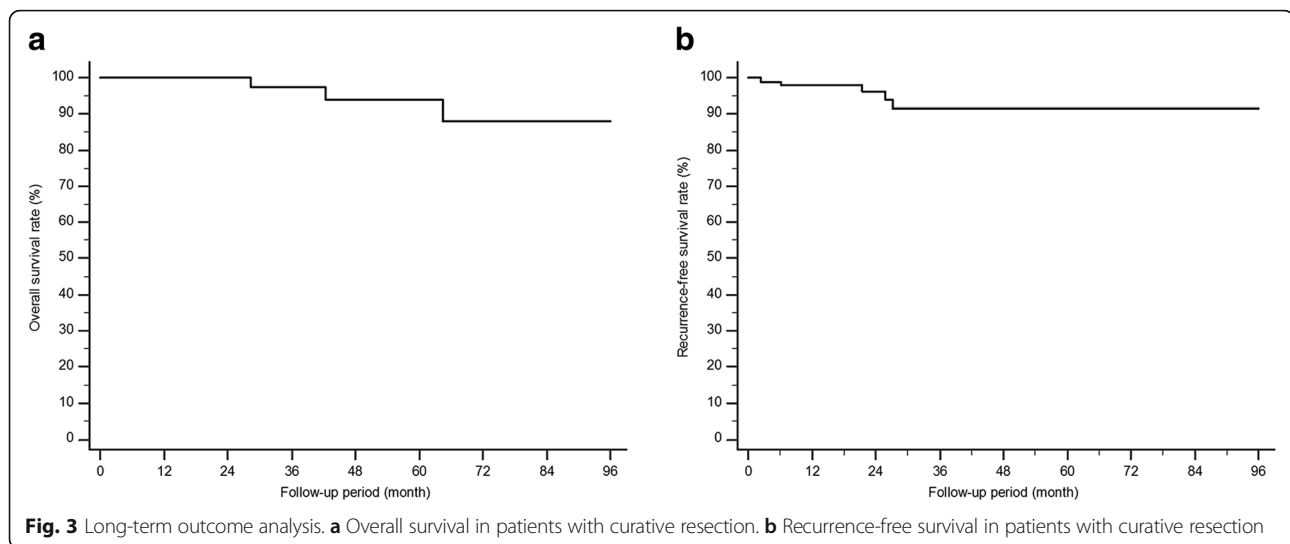 a
Overall survival rate (%)
100
90
80
70
60
50
40
30
20
10
0
0 12 24 36 48 60 72 84 96
Follow-up period (month)
b
Recurrence-free survival rate (%)
100
90
80
70
60
50
40
30
20
10
0
0 12 24 36 48 60 72 84 96
Follow-up period (month)
Fig. 3 Long-term outcome analysis. a Overall survival in patients with curative resection. b Recurrence-free survival in patients with curative resection